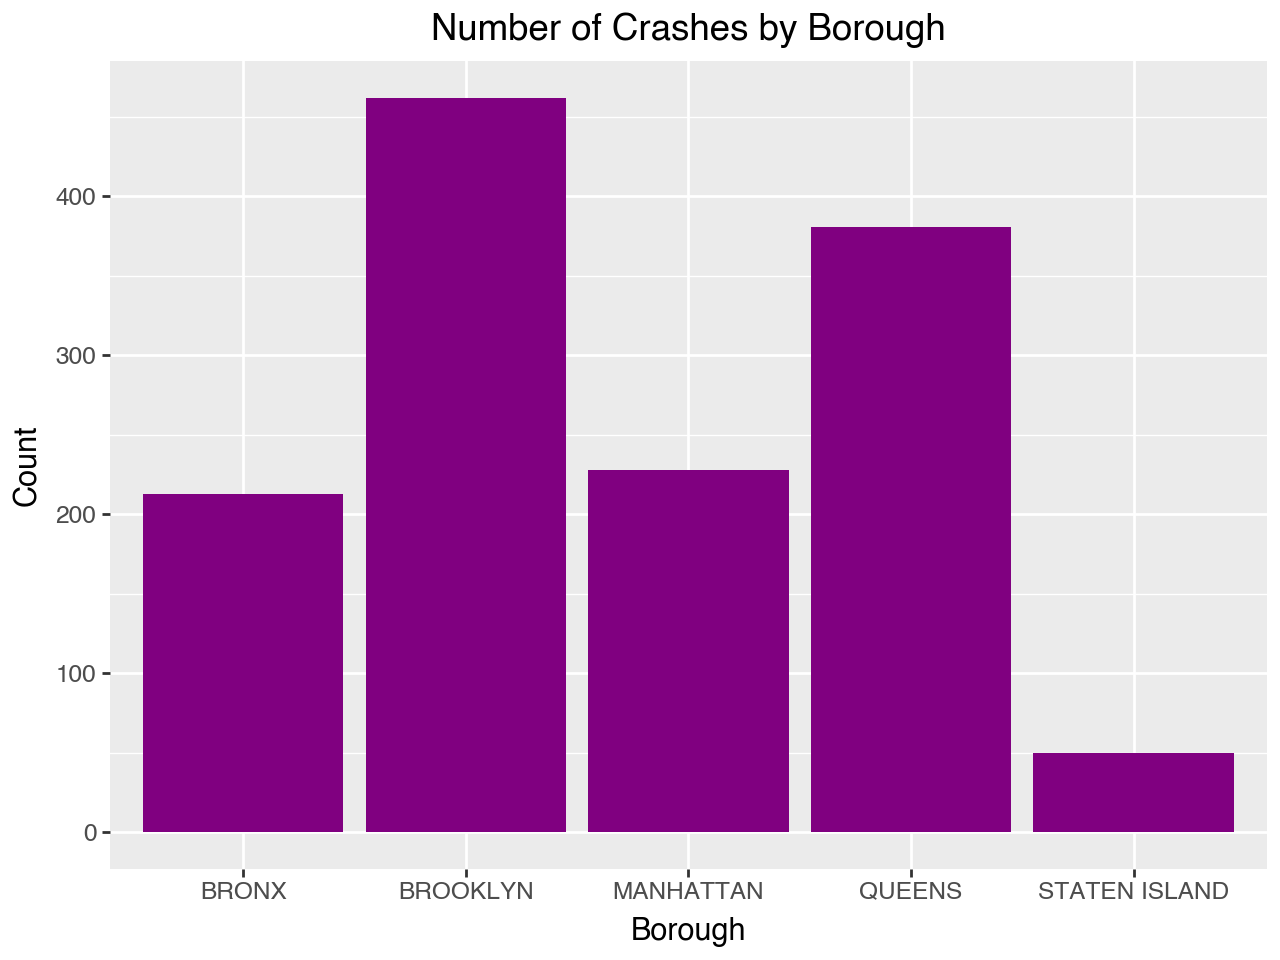 Number of Crashes by Borough
Count
400
300
200
100
0
BRONX BROOKLYN MANHATTAN QUEENS STATEN ISLAND
Borough